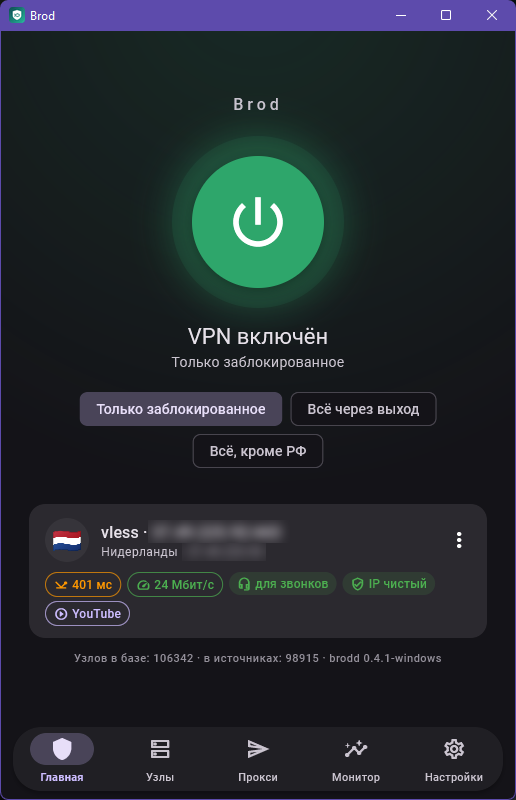 Brod
Brod
VPN включён
Только заблокированное
Только заблокированное
Всё через выход
Всё, кроме РФ
vless ·
Нидерланды
401 мс
24 Мбит/с
для звонков
IP чистый
YouTube
Узлов в базе: 106342 · в источниках: 98915 · brodd 0.4.1-windows
Главная
Узлы
Прокси
Монитор
Настройки